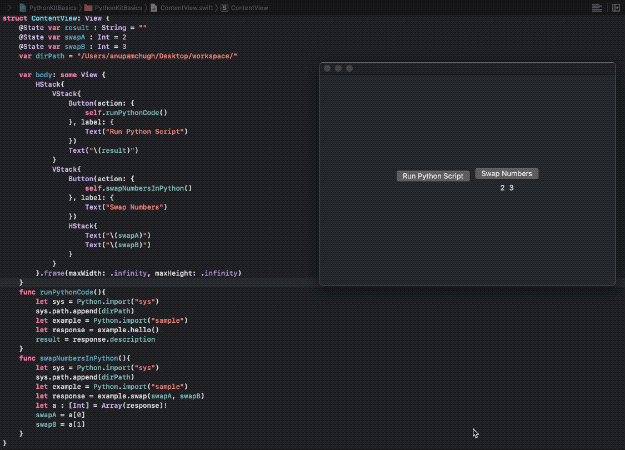 PythonKitBasics
PythonKitBasics
ContentView.swift
ContentView
struct ContentView: View {
@State var result : String = ""
@State var swapA : Int = 2
@State var swapB : Int = 3
var dirPath = "/Users/anupamchugh/Desktop/workspace/"
var body: some View {
HStack{
VStack{
Button(action: {
self.runPythonCode()
}, label: {
Text("Run Python Script")
})
Text("\(result)")
}
VStack{
Button(action: {
self.swapNumbersInPython()
}, label: {
Text("Swap Numbers")
})
HStack{
Text("\(swapA)")
Text("\(swapB)")
}
}
}.frame(maxWidth: .infinity, maxHeight: .infinity)
}
func runPythonCode(){
let sys = Python.import("sys")
sys.path.append(dirPath)
let example = Python.import("sample")
let response = example.hello()
result = response.description
}
func swapNumbersInPython(){
let sys = Python.import("sys")
sys.path.append(dirPath)
let example = Python.import("sample")
let response = example.swap(swapA, swapB)
let a : [Int] = Array(response)!
swapA = a[0]
swapB = a[1]
}
}
Run Python Script
Swap Numbers
2 3